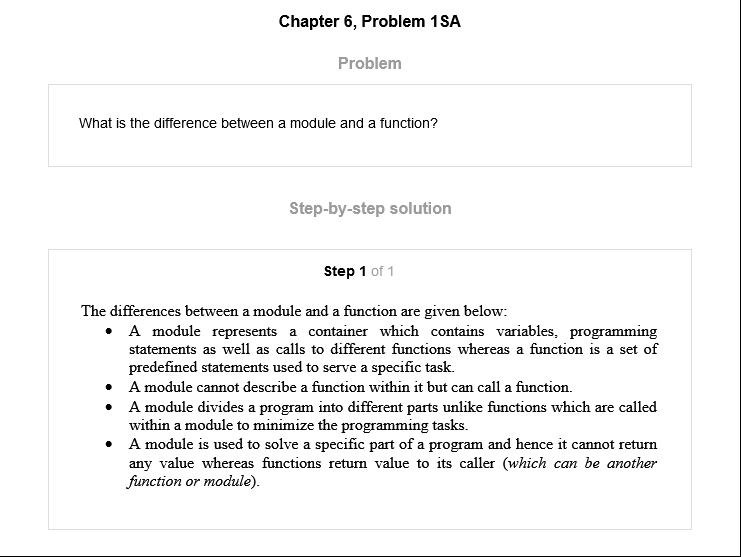 Chapter 6, Problem 1SA
Problem
What is the difference between a module and a function?
Step-by-step solution
Step 1 of 1
The differences between a module and a function are given below:
• A module represents a container which contains variables, programming
statements as well as calls to different functions whereas a function is a set of
predefined statements used to serve a specific task.
• A module cannot describe a function within it but can call a function.
• A module divides a program into different parts unlike functions which are called
within a module to minimize the programming tasks.
• A module is used to solve a specific part of a program and hence it cannot return
any value whereas functions return value to its caller (which can be another
function or module).